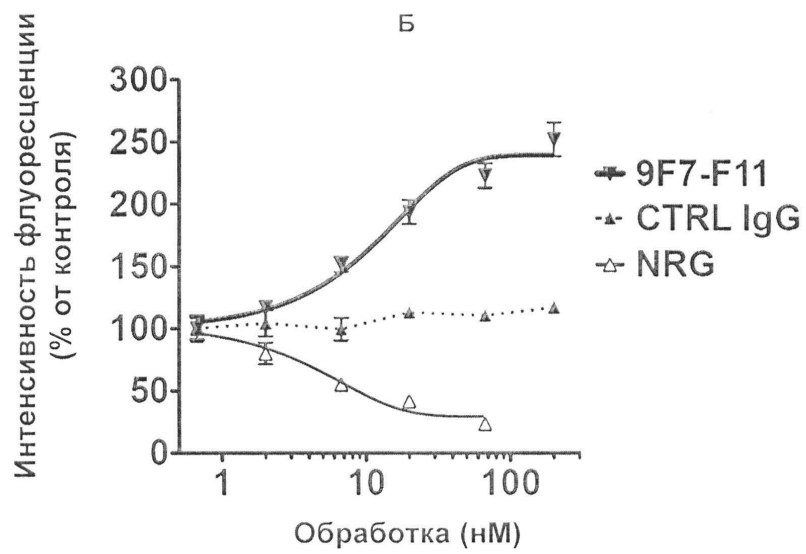 Б
Интенсивность флуоресценции
(% от контроля)
300
250
200
150
100
50
0
1
10
100
Обработка (нМ)
9F7-F11
CTRL IgG
NRG